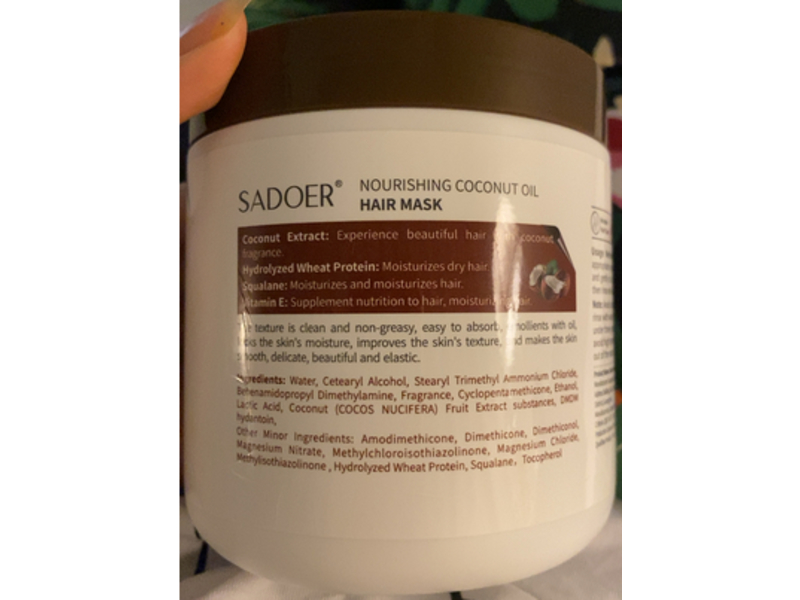 SADOER® NOURISHING COCONUT OIL
HAIR MASK
Coconut Extract: Experience beautiful hair coconut
fragrance.
Hydrolyzed Wheat Protein: Moisturizes dry hair
Squalane: Moisturizes and moisturizes hair.
Vitamin E: Supplement nutrition to hair, hair.
texture is clean and non-greasy, easy to absorb, emollients with oil,
the skin's moisture, improves the skin's texture, and makes the skin
smooth, delicate, beautiful and elastic.
Ingredients: Water, Cetearyl Alcohol, Stearyl Trimethyl Ammonium Chloride,
Behenamidopropyl Dimethylamine, Fragrance, Cyclopentamethicone, Ethanol,
Lactic Acid, Coconut (COCOS NUCIFERA) Fruit Extract substances, DMDM
hydantoin,
Other Minor Ingredients: Amodimethicone, Dimethicone, Dimethiconol,
Magnesium Nitrate, Methylchloroisothiazolinone, Magnesium Chloride,
Methylisothiazolinone, Hydrolyzed Wheat Protein, Squalane, Tocopherol